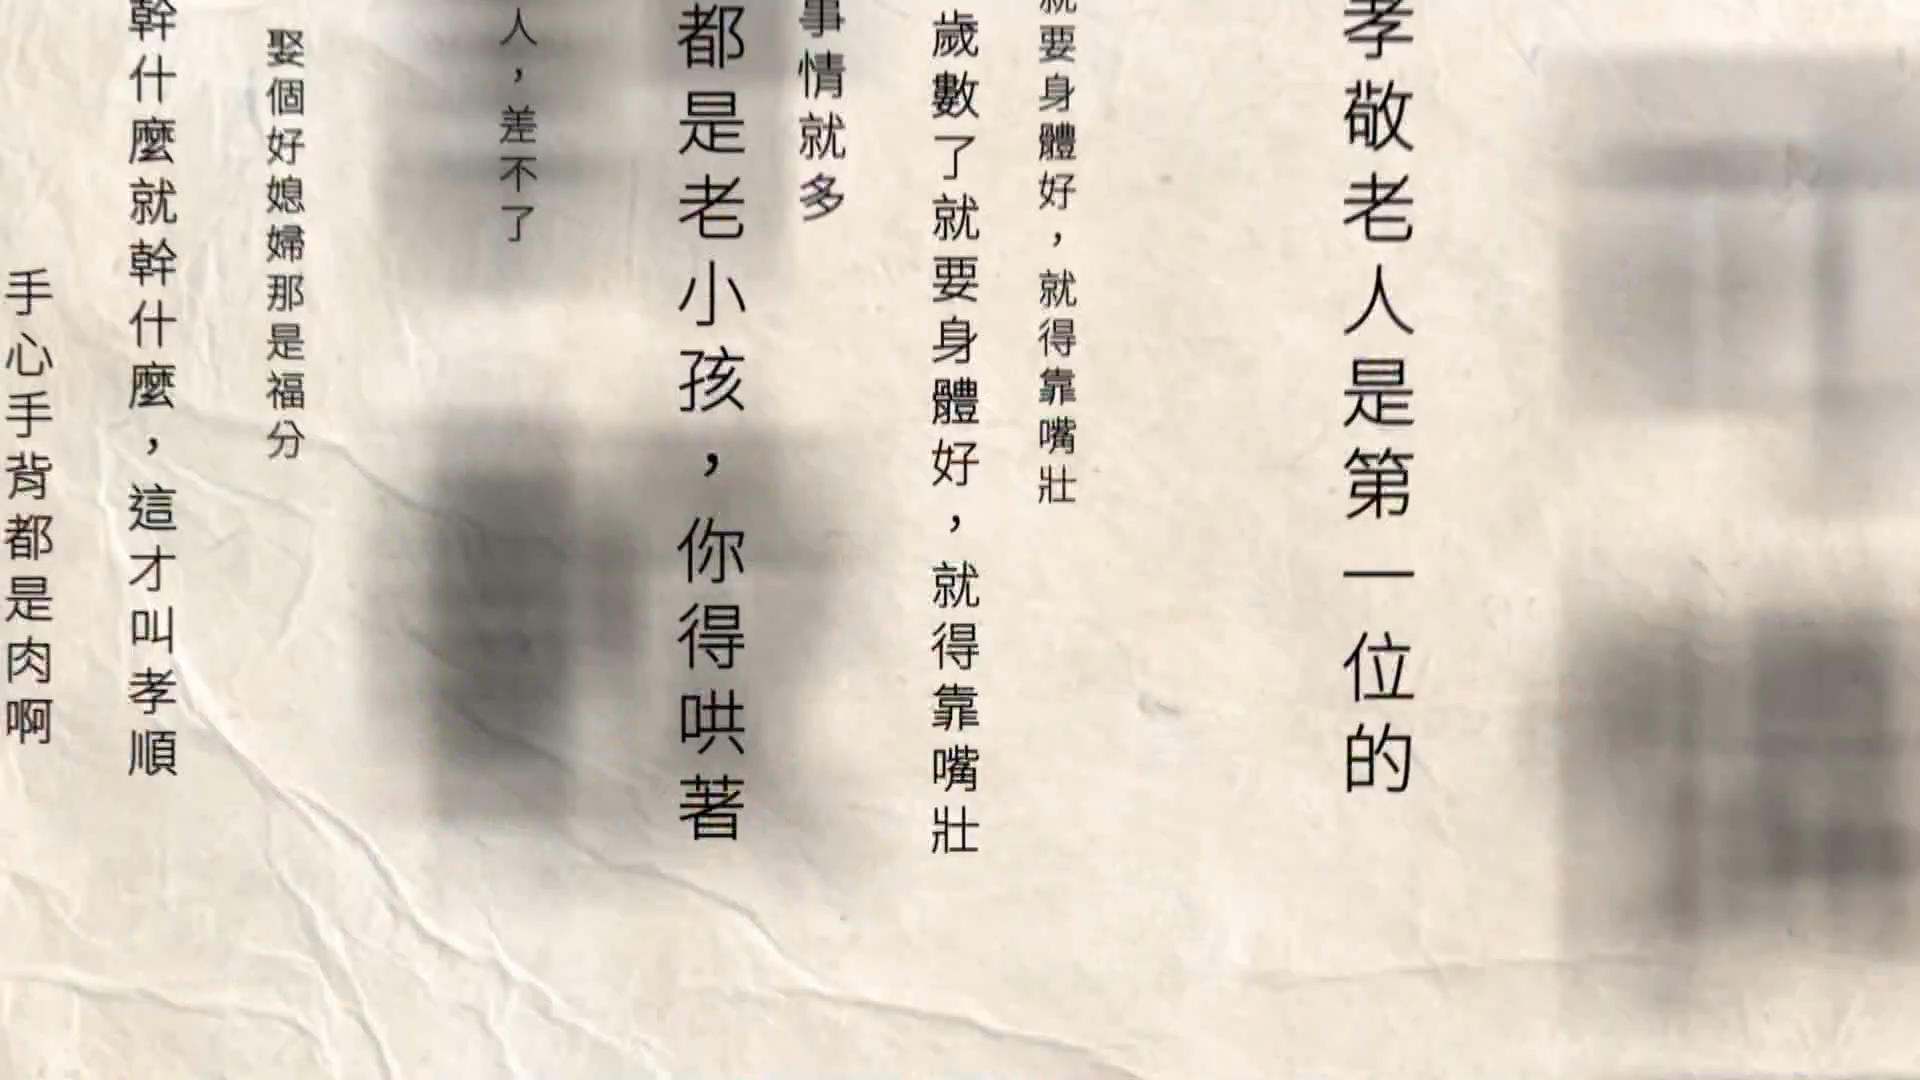 孝敬老人是第一位的
就要身體好，就得靠嘴壯
歲數了就要身體好，就得靠嘴壯
事情就多
都是老小孩，你得哄著
人，差不了
娶個好媳婦那是福分
幹什麼就幹什麼，這才叫孝順
手心手背都是肉啊